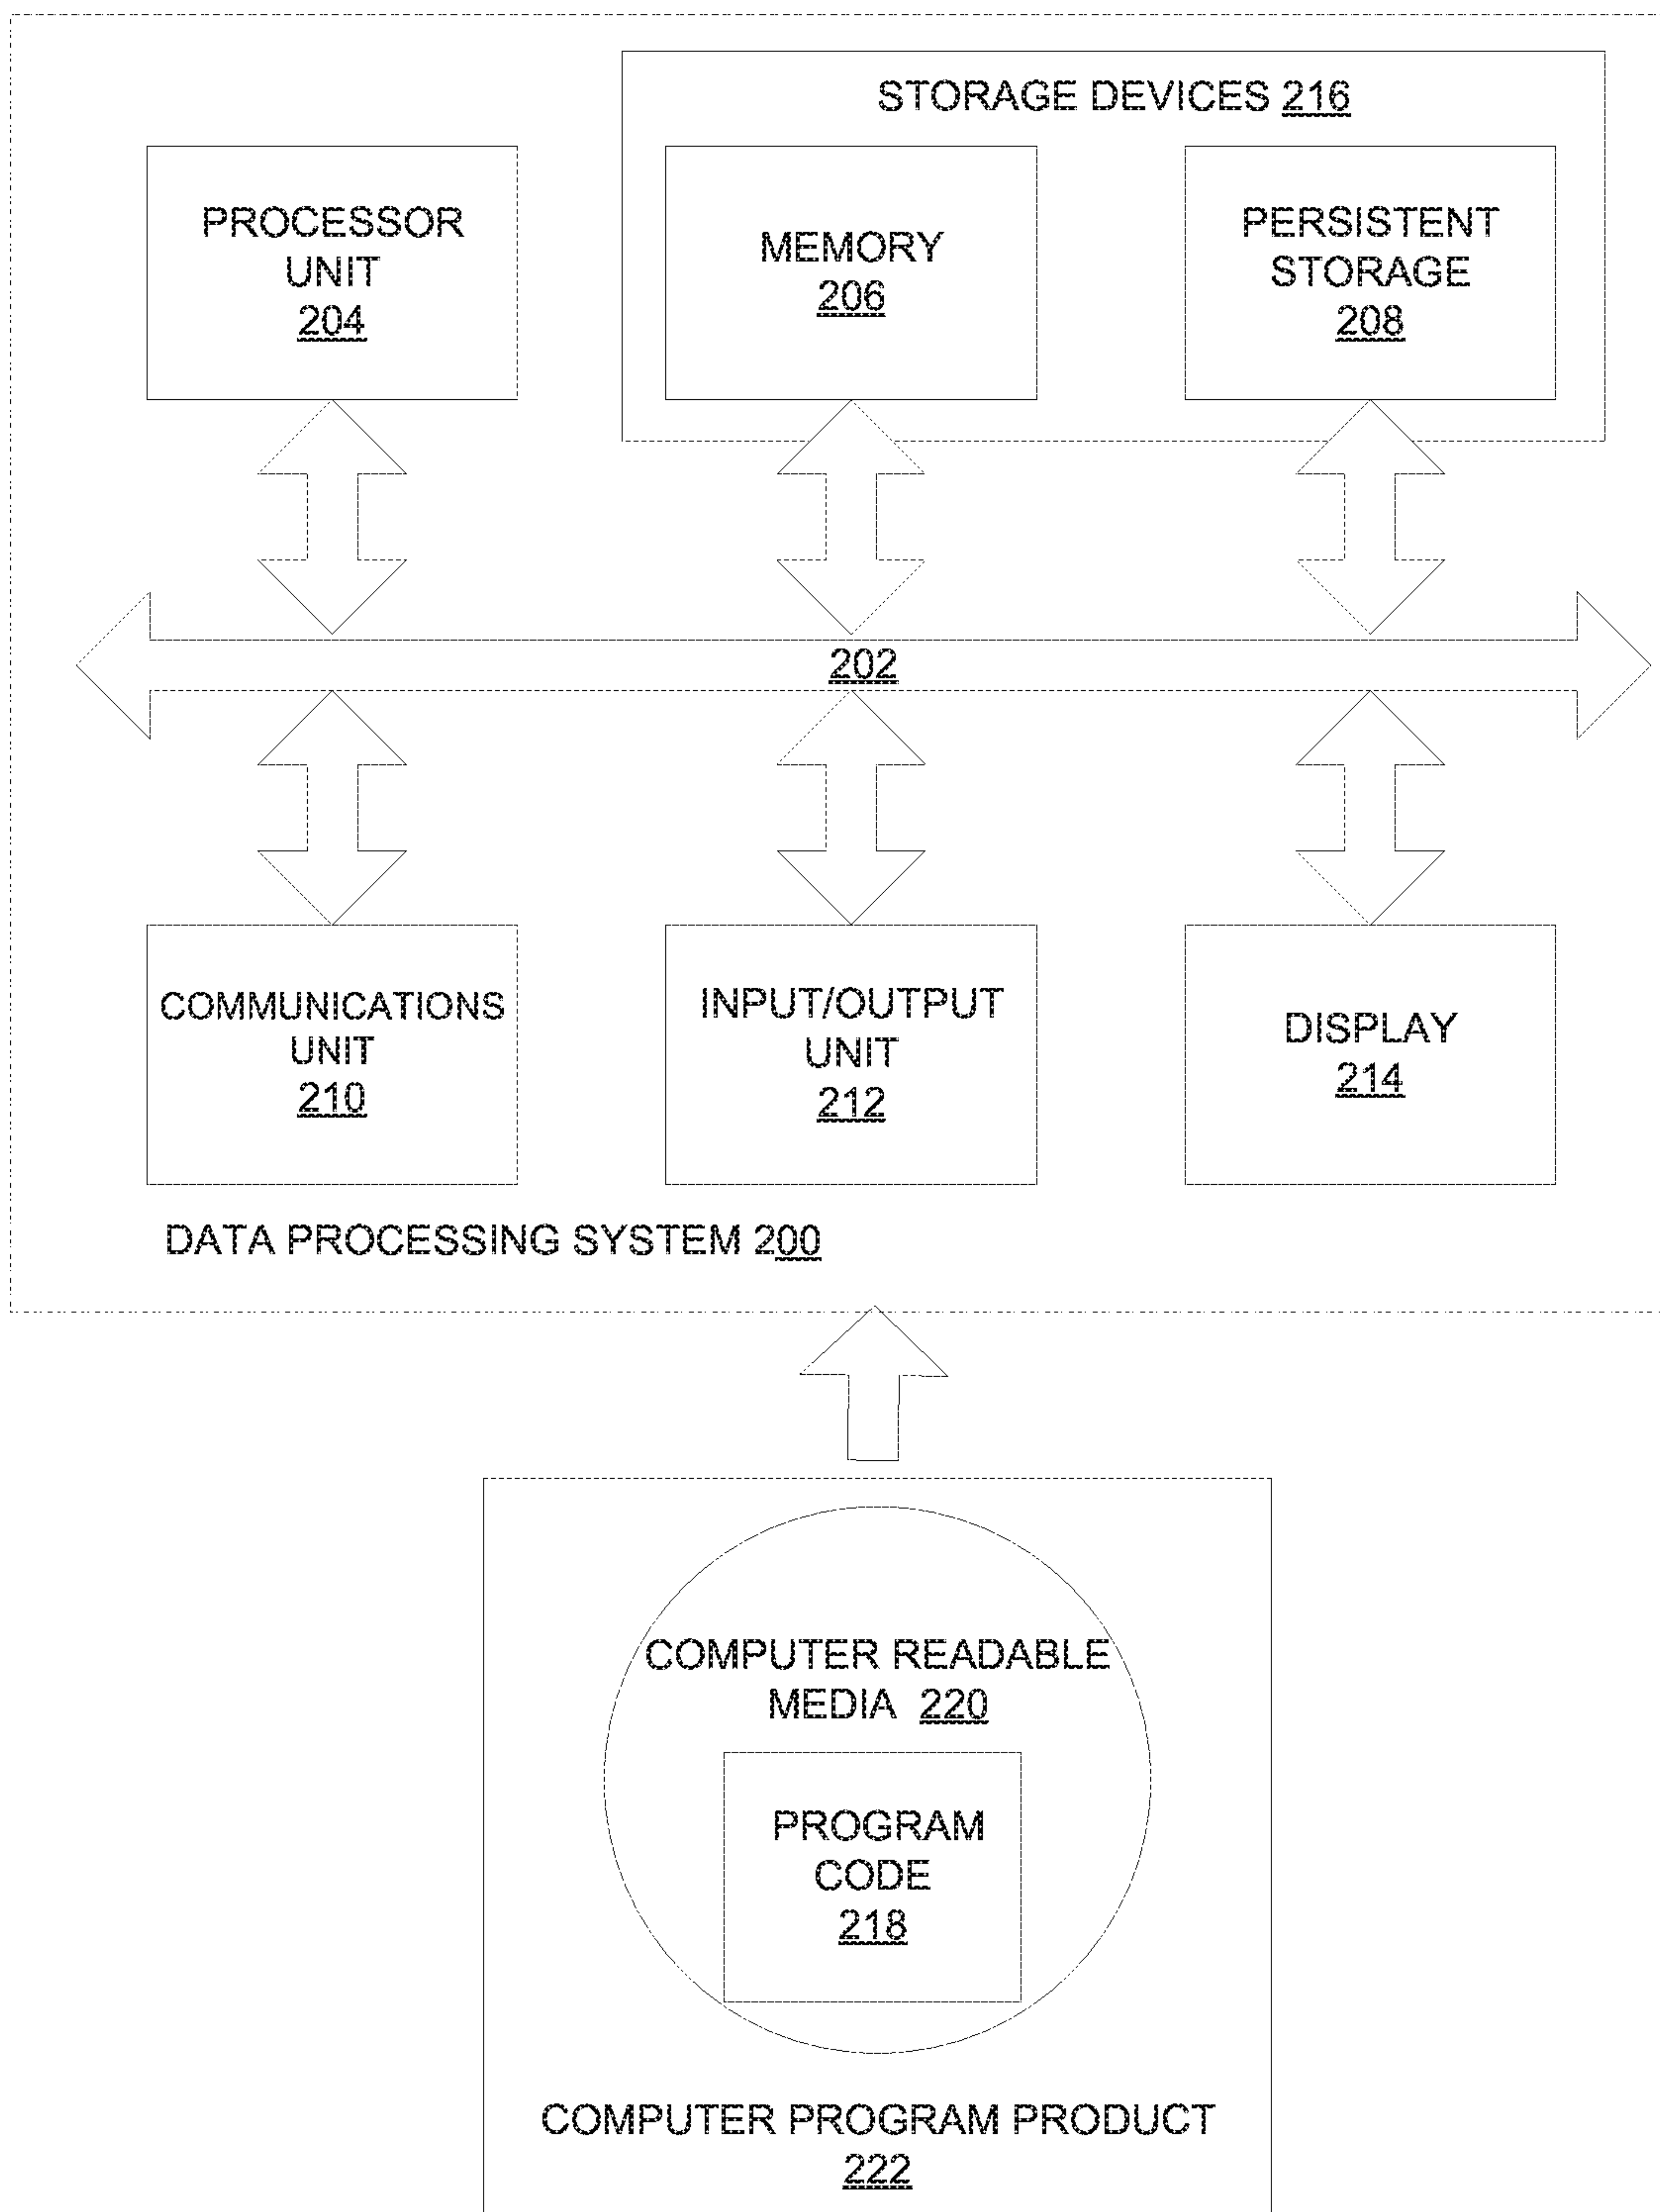 STORAGE DEVICES 216
PROCESSOR
UNIT
204
MEMORY
206
PERSISTENT
STORAGE
208
202
COMMUNICATIONS
UNIT
210
INPUT/OUTPUT
UNIT
212
DISPLAY
214
DATA PROCESSING SYSTEM 200
COMPUTER READABLE
MEDIA 220
PROGRAM
CODE
218
COMPUTER PROGRAM PRODUCT
222